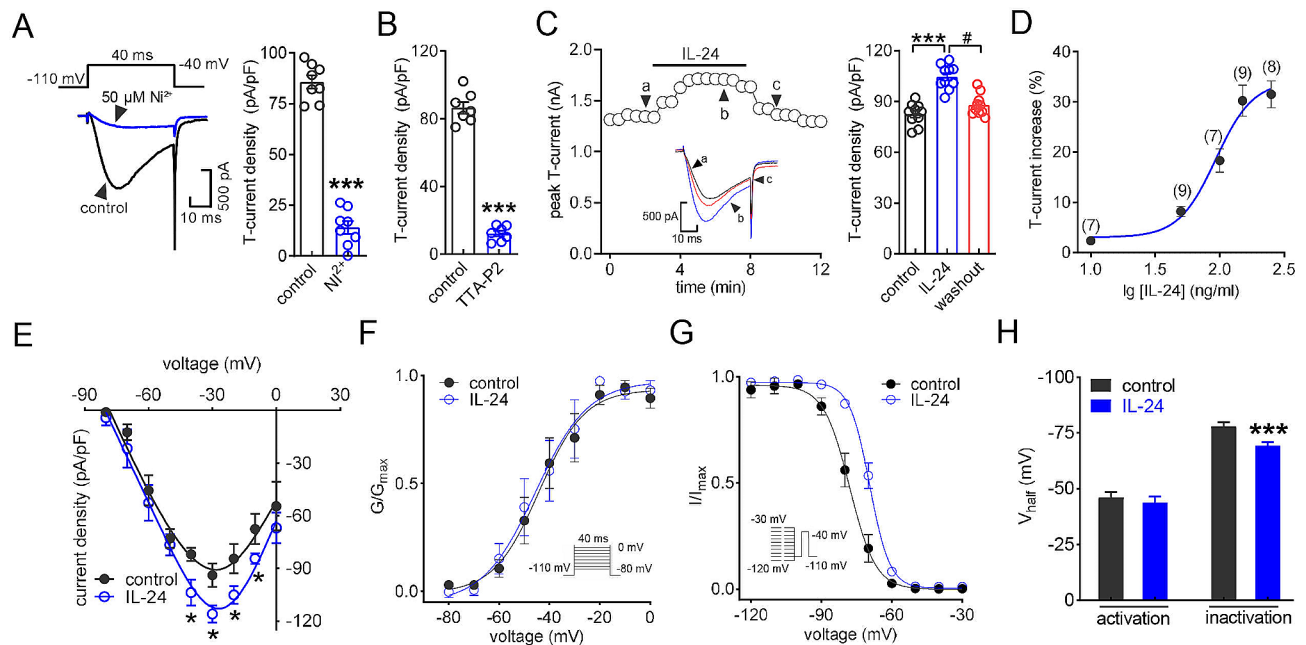 A
40 ms
-110 mV
-40 mV
50 µM Ni²⁺
control
500 pA
10 ms
T-current density (pA/pF)
100
75
50
25
0
***
control
NI²⁺
B
T-current density (pA/pF)
120
80
40
0
***
control
TTA-P2
C
IL-24
peak T-current (nA)
2.0
1.5
1.0
0.5
0.0
a
b
c
a
b
c
500 pA
10 ms
0
4
8
12
time (min)
T-current density (pA/pF)
120
90
60
30
0
***
#
control
IL-24
washout
D
T-current increase (%)
40
30
20
10
0
(7)
(9)
(7)
(9)
(8)
1.0
1.5
2.0
2.5
lg [IL-24] (ng/ml)
E
voltage (mV)
-90
-60
-30
0
30
current density (pA/pF)
-30
-60
-90
-120
control
IL-24
*
*
*
*
F
G/Gmax
1.0
0.5
0.0
control
IL-24
40 ms
0 mV
-110 mV
-80 mV
-80
-60
-40
-20
0
voltage (mV)
G
I/Imax
1.0
0.5
0.0
control
IL-24
-30 mV
-40 mV
-120 mV
-110 mV
-120
-90
-60
-30
voltage (mV)
H
Vhalf (mV)
-100
-75
-50
-25
0
control
IL-24
***
activation
inactivation